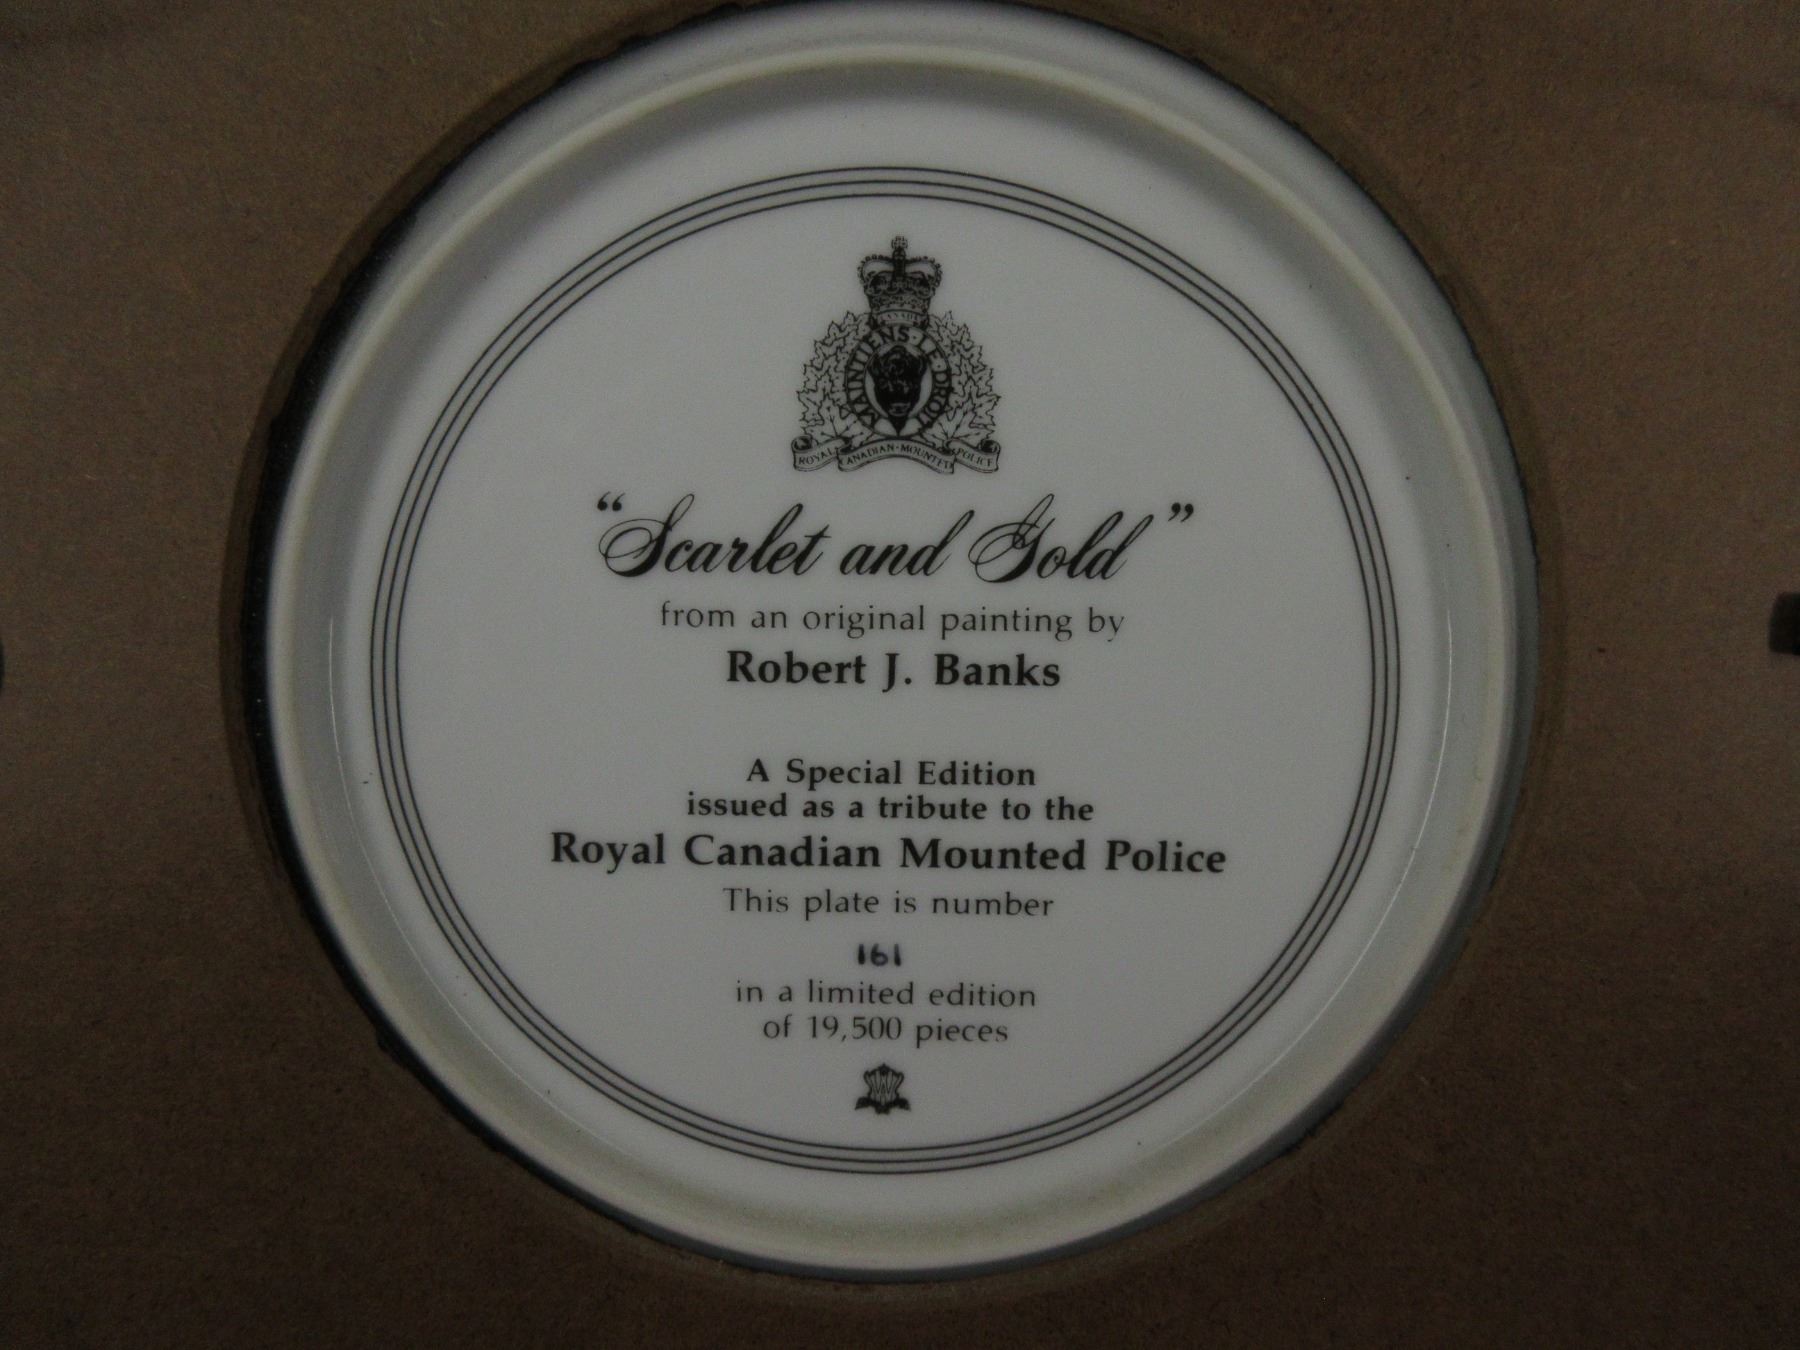 CANADA
MAINTIENS·LE·DROIT
ROYAL CANADIAN·MOUNTED POLICE
“Scarlet and Gold”
from an original painting by
Robert J. Banks
A Special Edition
issued as a tribute to the
Royal Canadian Mounted Police
This plate is number
161
in a limited edition
of 19,500 pieces